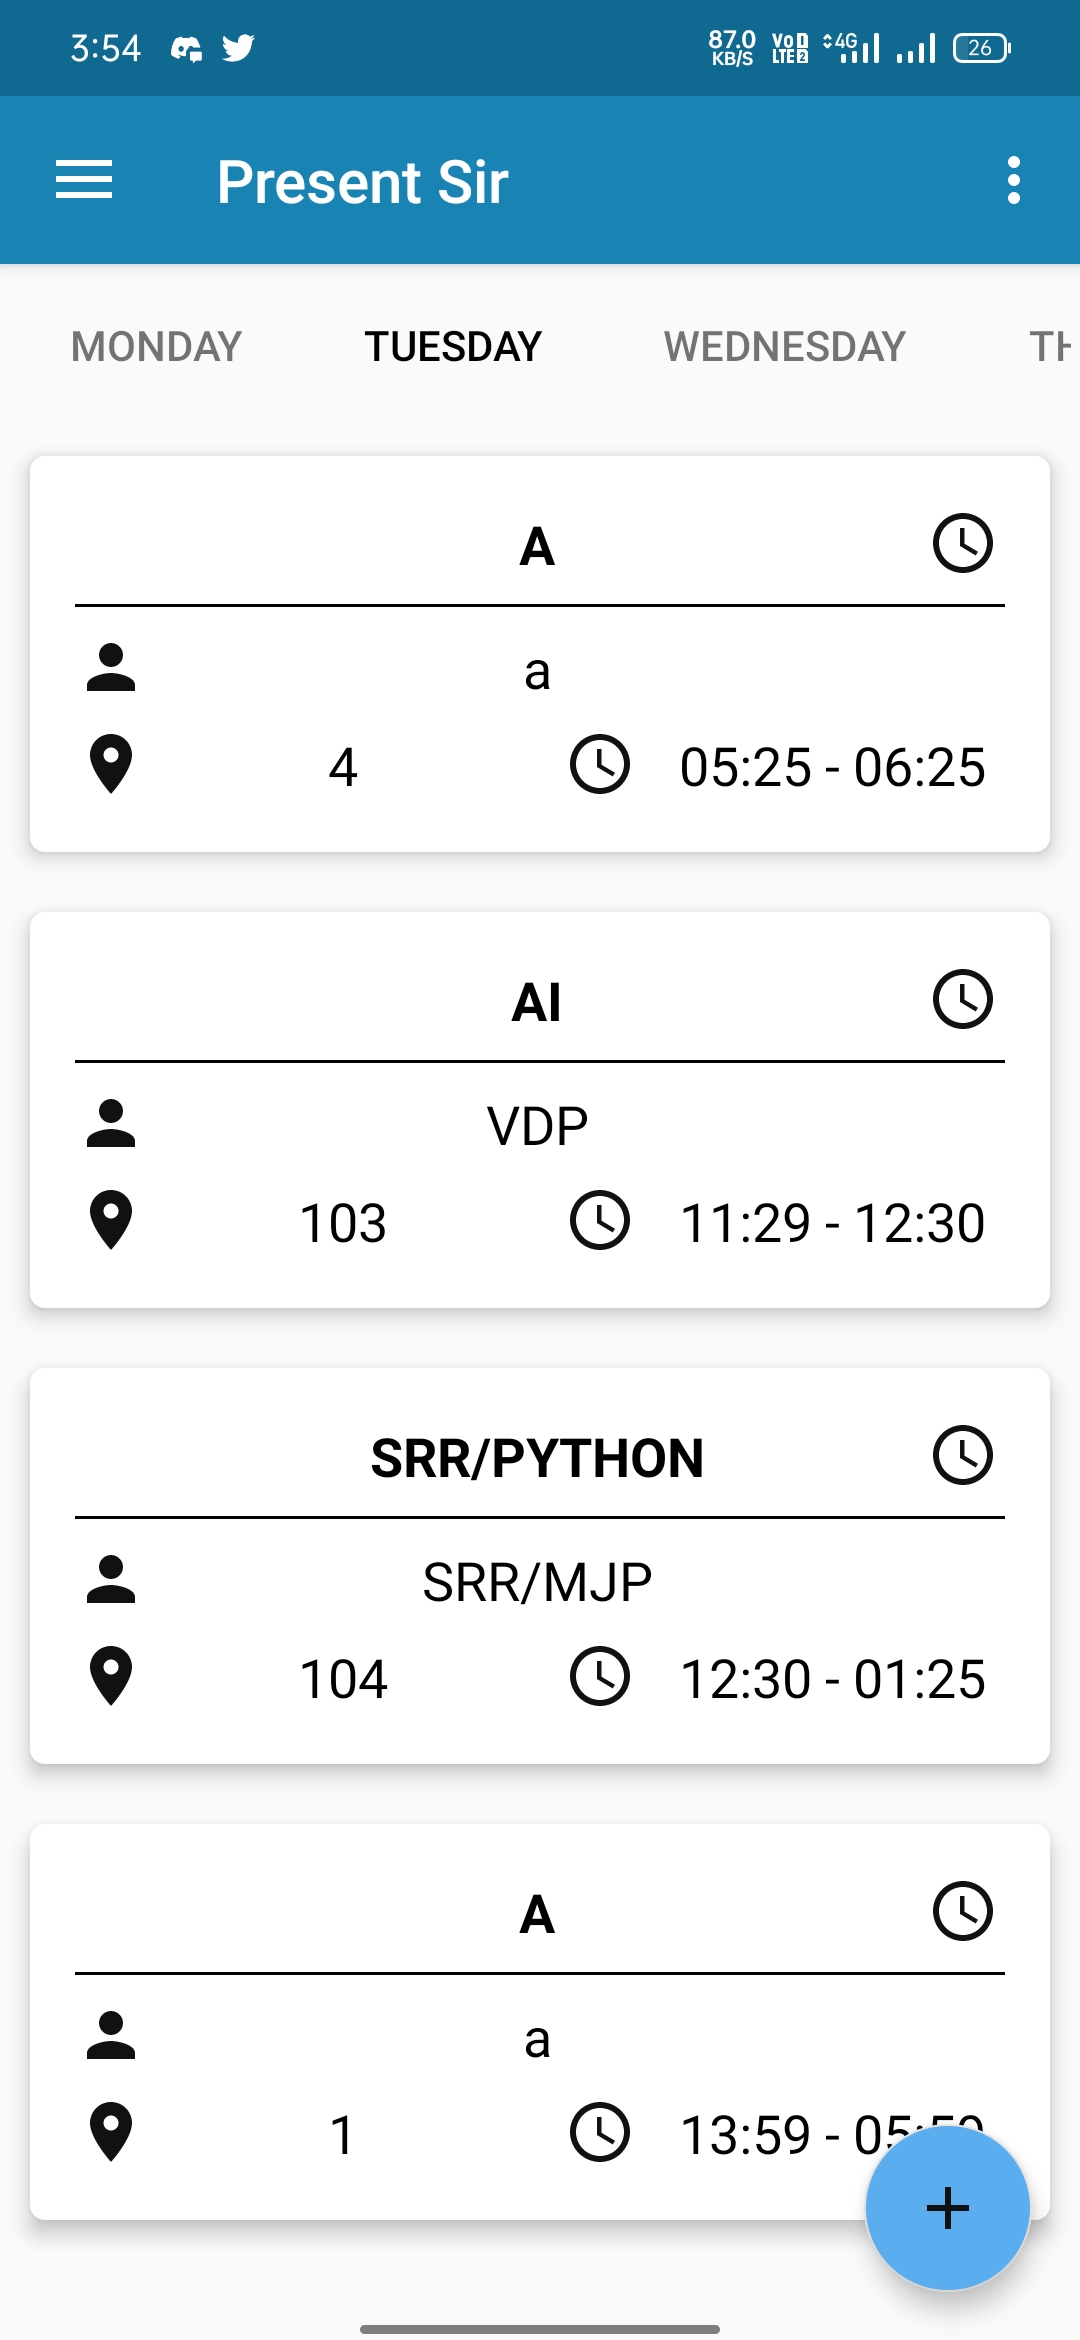 3:54 87.0 KB/S VoD LTE2 4G 26
Present Sir
MONDAY TUESDAY WEDNESDAY TH
A
a
4 05:25 - 06:25
AI
VDP
103 11:29 - 12:30
SRR/PYTHON
SRR/MJP
104 12:30 - 01:25
A
a
1 13:59 - 05:59